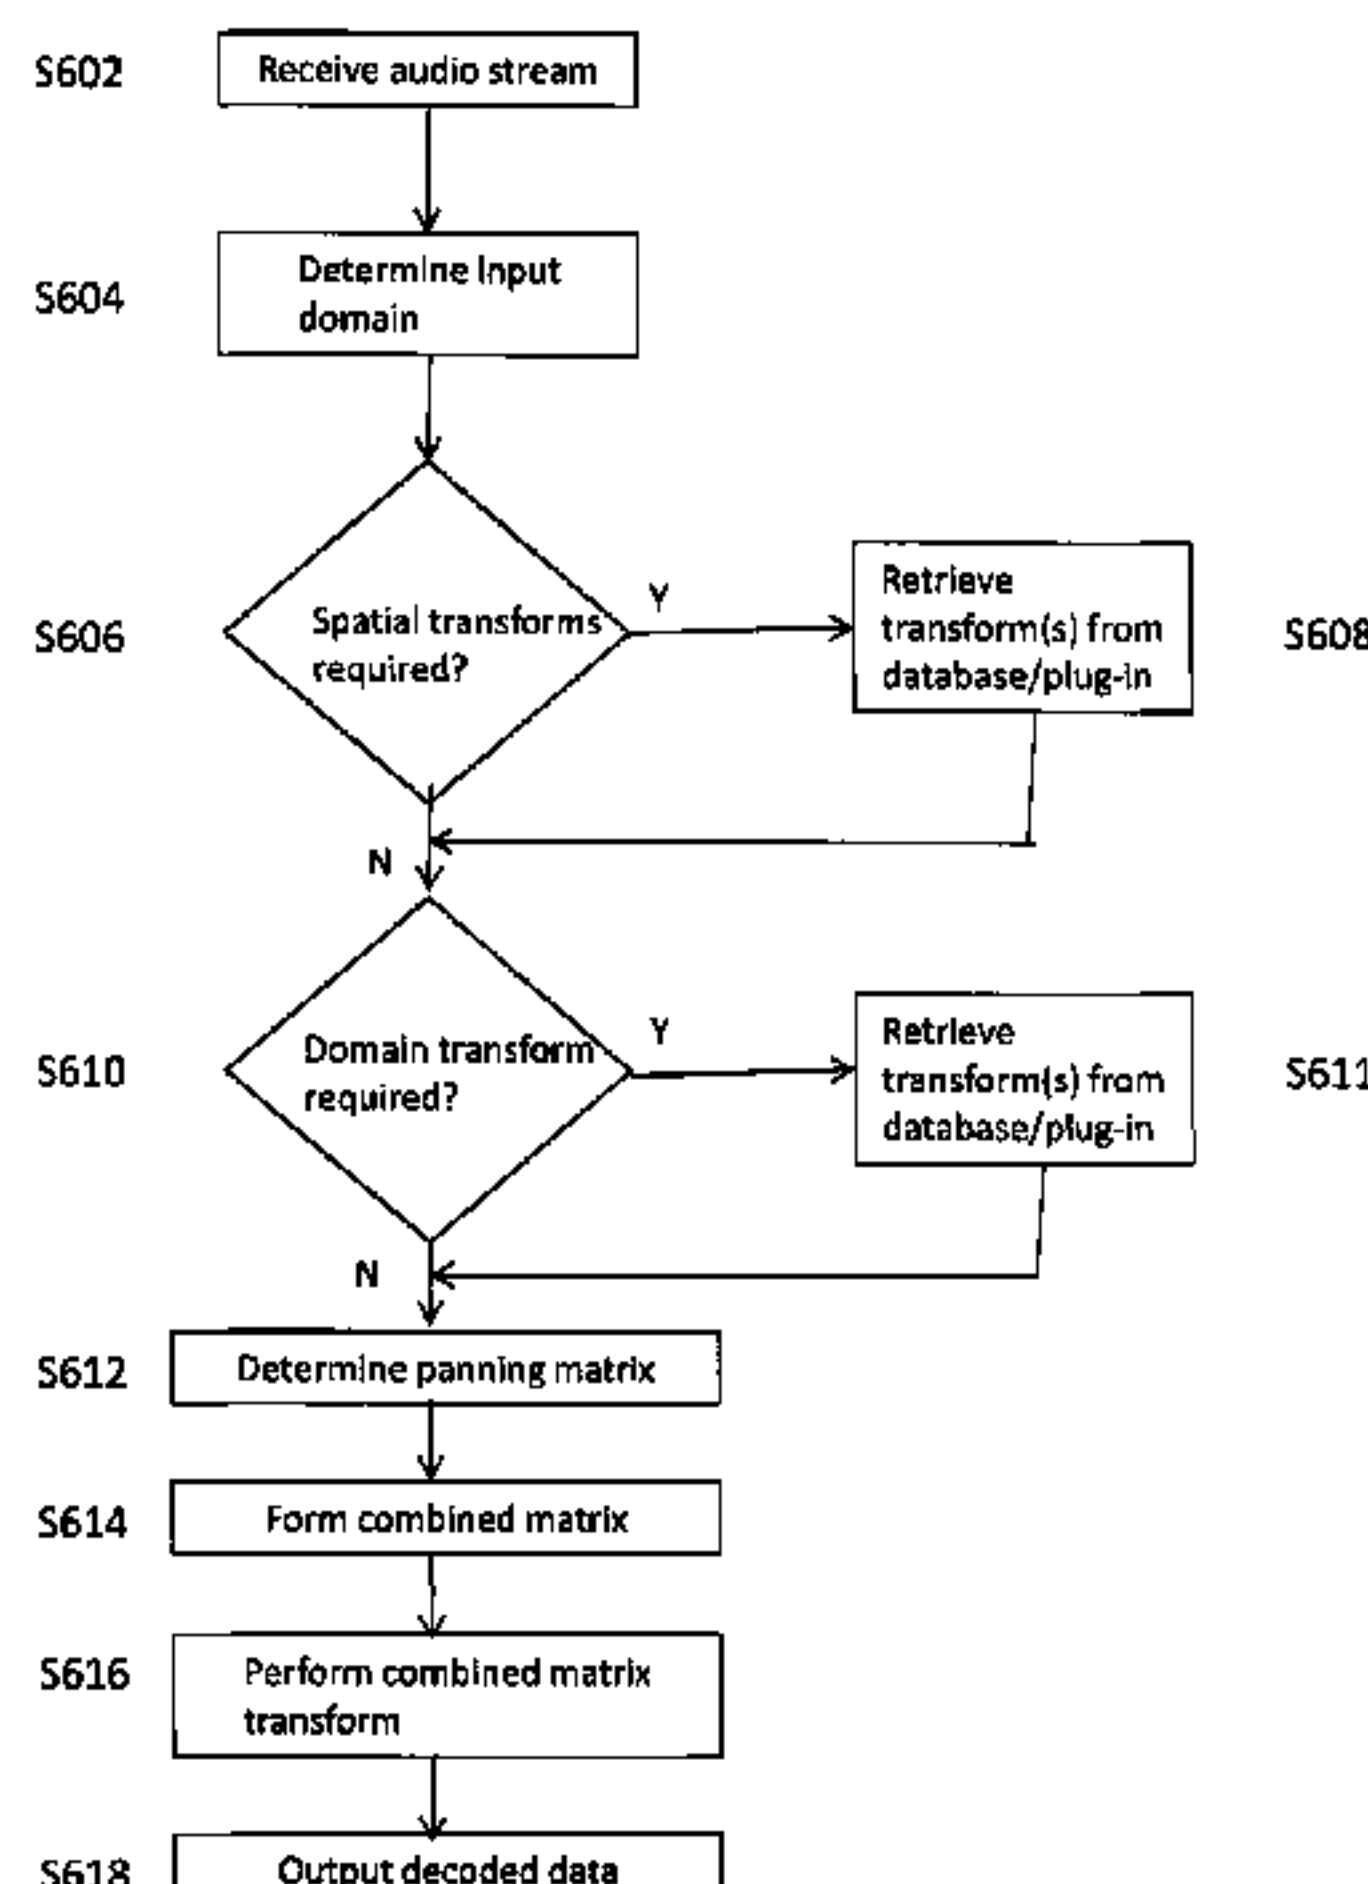 S602
Receive audio stream
S604
Determine input
domain
S606
Spatial transforms
required?
Y
Retrieve
transform(s) from
database/plug-in
S608
N
S610
Domain transform
required?
Y
Retrieve
transform(s) from
database/plug-in
S611
N
S612
Determine panning matrix
S614
Form combined matrix
S616
Perform combined matrix
transform
S618
Output decoded data